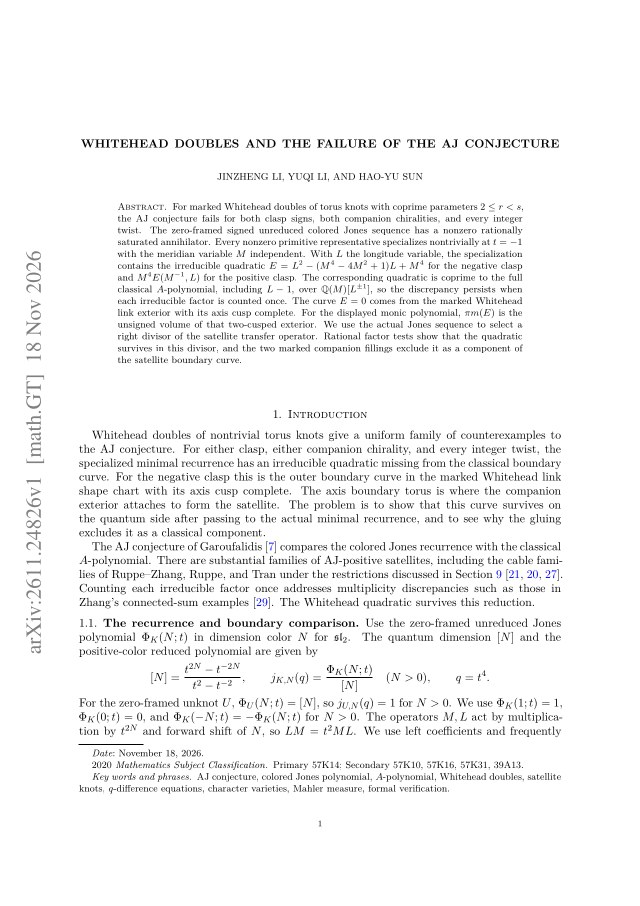 arXiv:2611.24826v1 [math.GT] 18 Nov 2026
WHITEHEAD DOUBLES AND THE FAILURE OF THE AJ CONJECTURE
JINZHENG LI, YUQI LI, AND HAO-YU SUN
Abstract. For marked Whitehead doubles of torus knots with coprime parameters 2 ≤ r < s,
the AJ conjecture fails for both clasp signs, both companion chiralities, and every integer
twist. The zero-framed signed unreduced colored Jones sequence has a nonzero rationally
saturated annihilator. Every nonzero primitive representative specializes nontrivially at t = −1
with the meridian variable M independent. With L the longitude variable, the specialization
contains the irreducible quadratic E = L² − (M⁴ − 4M² + 1)L + M⁴ for the negative clasp
and M⁴E(M⁻¹, L) for the positive clasp. The corresponding quadratic is coprime to the full
classical A-polynomial, including L − 1, over ℚ(M)[L^{±1}], so the discrepancy persists when
each irreducible factor is counted once. The curve E = 0 comes from the marked Whitehead
link exterior with its axis cusp complete. For the displayed monic polynomial, πm(E) is the
unsigned volume of that two-cusped exterior. We use the actual Jones sequence to select a
right divisor of the satellite transfer operator. Rational factor tests show that the quadratic
survives in this divisor, and the two marked companion fillings exclude it as a component of
the satellite boundary curve.
1. Introduction
Whitehead doubles of nontrivial torus knots give a uniform family of counterexamples to
the AJ conjecture. For either clasp, either companion chirality, and every integer twist, the
specialized minimal recurrence has an irreducible quadratic missing from the classical boundary
curve. For the negative clasp this is the outer boundary curve in the marked Whitehead link
shape chart with its axis cusp complete. The axis boundary torus is where the companion
exterior attaches to form the satellite. The problem is to show that this curve survives on
the quantum side after passing to the actual minimal recurrence, and to see why the gluing
excludes it as a classical component.
The AJ conjecture of Garoufalidis [7] compares the colored Jones recurrence with the classical
A-polynomial. There are substantial families of AJ-positive satellites, including the cable fami-
lies of Ruppe–Zhang, Ruppe, and Tran under the restrictions discussed in Section 9 [21, 20, 27].
Counting each irreducible factor once addresses multiplicity discrepancies such as those in
Zhang's connected-sum examples [29]. The Whitehead quadratic survives this reduction.
1.1. The recurrence and boundary comparison. Use the zero-framed unreduced Jones
polynomial Φ_K(N; t) in dimension color N for 𝔰𝔩₂. The quantum dimension [N] and the
positive-color reduced polynomial are given by
[N] = (t^{2N} − t^{−2N})/(t² − t^{−2}), j_{K,N}(q) = Φ_K(N; t)/[N] (N > 0), q = t⁴.
For the zero-framed unknot U, Φ_U(N; t) = [N], so j_{U,N}(q) = 1 for N > 0. We use Φ_K(1; t) = 1,
Φ_K(0; t) = 0, and Φ_K(−N; t) = −Φ_K(N; t) for N > 0. The operators M, L act by multiplica-
tion by t^{2N} and forward shift of N, so LM = t²ML. We use left coefficients and frequently
Date: November 18, 2026.
2020 Mathematics Subject Classification. Primary 57K14; Secondary 57K10, 57K16, 57K31, 39A13.
Key words and phrases. AJ conjecture, colored Jones polynomial, A-polynomial, Whitehead doubles, satellite
knots, q-difference equations, character varieties, Mahler measure, formal verification.
1